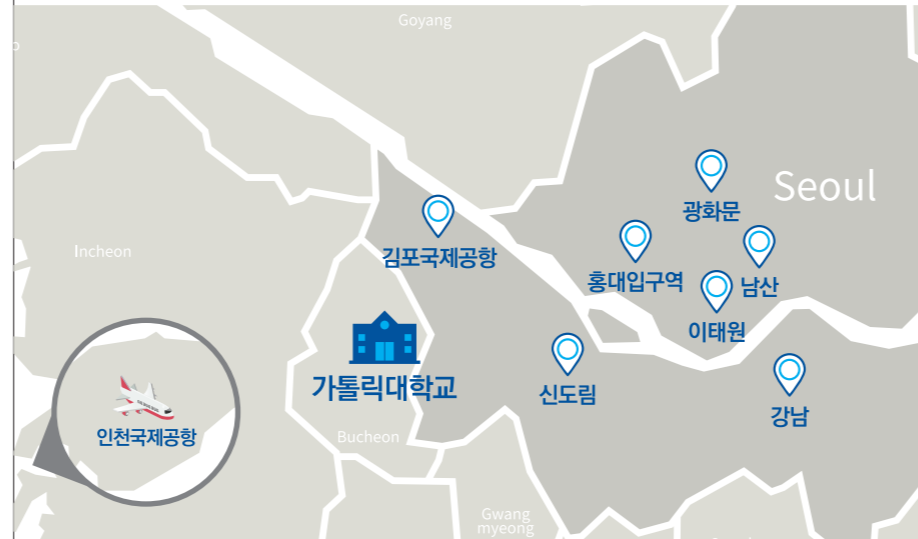 Goyang
Seoul
광화문
김포국제공항
홍대입구역
남산
Incheon
이태원
가톨릭대학교
신도림
강남
인천국제공항
Bucheon
Gwang
myeong